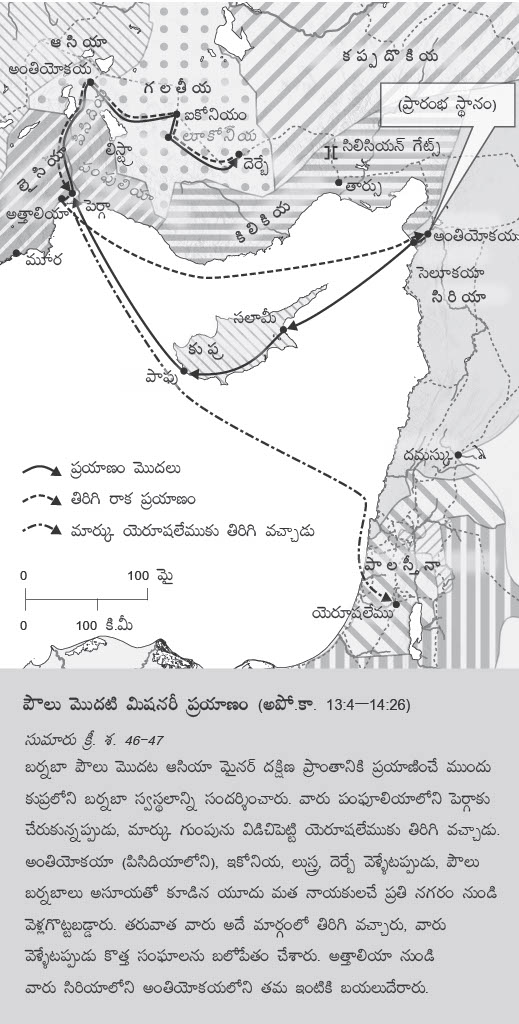 ఆ సి యా
కప్పదొకియ
అంతియోకయ
గలతీయ
(ప్రారంభ స్థానం)
ఐకోనియం
లూకోనియ
లిస్ట్రా
దెర్బే
సిలిసియన్ గేట్స్
తార్సు
పంఫులియా
లైసియా
పెర్గా
అత్తాలియా
కిలికియ
అంతియోకయ
మూర
సెలూకయా
సిరియా
సలామీ
కుప్ర
పాఫు
దమస్కు
ప్రయాణం మొదలు
తిరిగి రాక ప్రయాణం
మార్కు యెరూషలేముకు తిరిగి వచ్చాడు
పాలస్తీనా
0 100 మై
యెరూషలేము
0 100 కి.మీ
పౌలు మొదటి మిషనరీ ప్రయాణం (అపో.కా. 13:4—14:26)
సుమారు క్రీ. శ. 46-47
బర్నబా పౌలు మొదట ఆసియా మైనర్ దక్షిణ ప్రాంతానికి ప్రయాణించే ముందు
కుప్రలోని బర్నబా స్వస్థలాన్ని సందర్శించారు. వారు పంఫూలియాలోని పెర్గాకు
చేరుకున్నప్పుడు, మార్కు గుంపును విడిచిపెట్టి యెరూషలేముకు తిరిగి వచ్చాడు.
అంతియోకయా (పిసిదియాలోని), ఇకోనియ, లుస్త్ర, దెర్బే వెళ్ళేటప్పుడు, పౌలు
బర్నబాలు అసూయతో కూడిన యూదు మత నాయకులచే ప్రతి నగరం నుండి
వెళ్లగొట్టబడ్డారు. తరువాత వారు అదే మార్గంలో తిరిగి వచ్చారు, వారు
వెళ్ళేటప్పుడు కొత్త సంఘాలను బలోపేతం చేశారు. అత్తాలియా నుండి
వారు సిరియాలోని అంతియోకయలోని తమ ఇంటికి బయలుదేరారు.